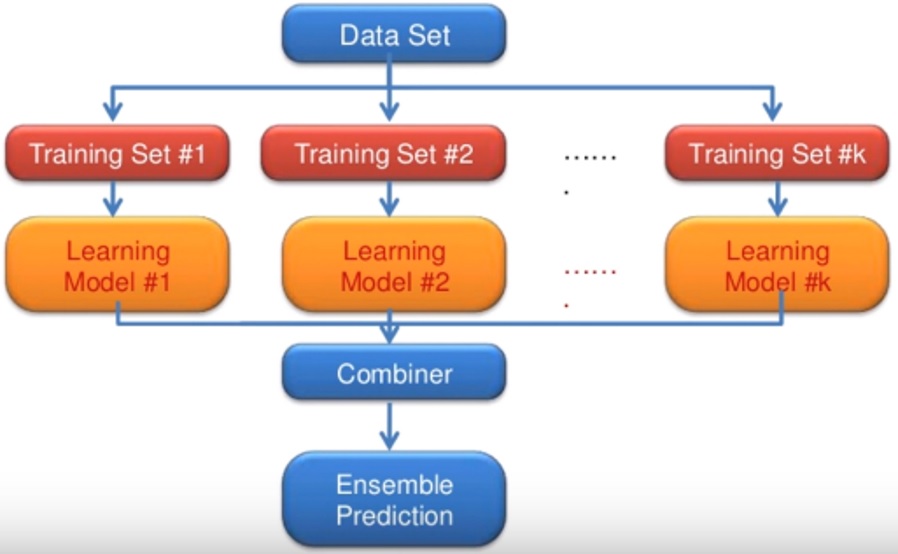 Data Set
Training Set #1
Training Set #2
.......
Training Set #k
Learning
Model #1
Learning
Model #2
.......
Learning
Model #k
Combiner
Ensemble
Prediction